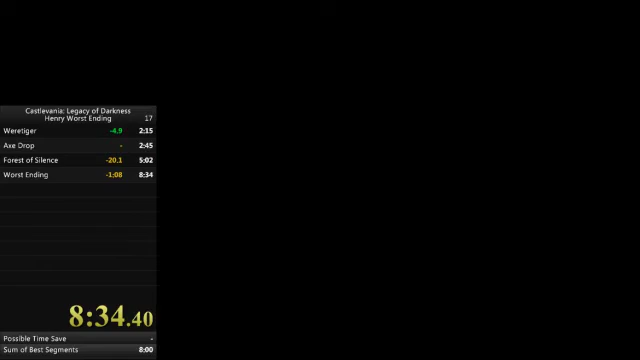 Castlevania: Legacy of Darkness
Henry Worst Ending 17
Weretiger -4.9 2:15
Axe Drop - 2:45
Forest of Silence -20.1 5:02
Worst Ending -1:08 8:34
8:34.40
Possible Time Save -
Sum of Best Segments 8:00